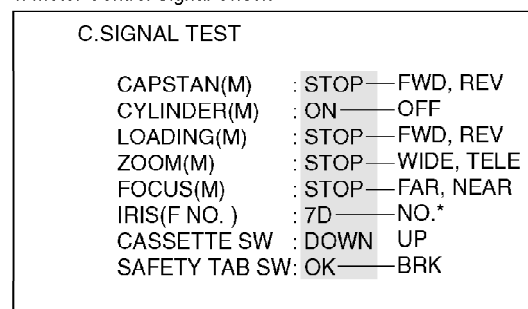 C.SIGNAL TEST
CAPSTAN(M) : STOP—FWD, REV
CYLINDER(M) : ON—OFF
LOADING(M) : STOP—FWD, REV
ZOOM(M) : STOP—WIDE, TELE
FOCUS(M) : STOP—FAR, NEAR
IRIS(F NO. ) : 7D—NO.*
CASSETTE SW : DOWN UP
SAFETY TAB SW: OK—BRK